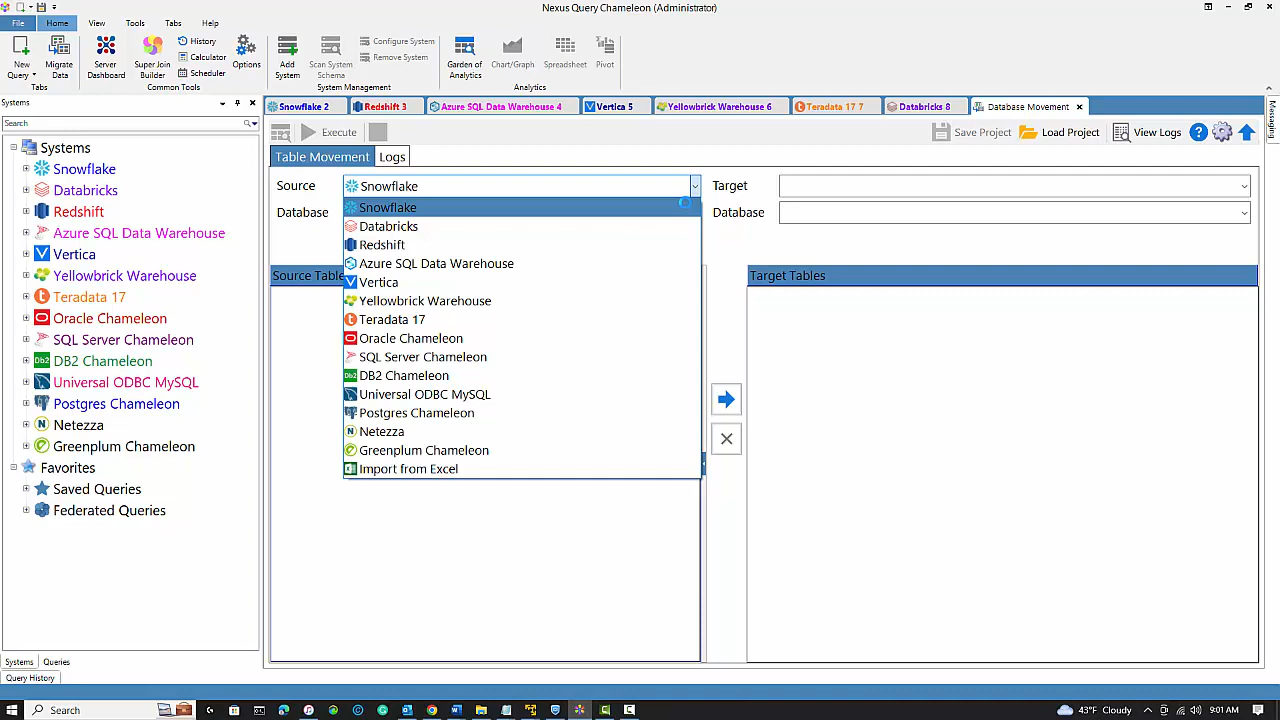 Nexus Query Chameleon (Administrator)
File Home View Tools Tabs Help
New Query
Migrate Data
Tabs
Server Dashboard
Super Join Builder
History
Calculator
Scheduler
Options
Common Tools
Add System
Scan System Schema
Configure System
Remove System
System Management
Garden of Analytics
Chart/Graph
Spreadsheet
Pivot
Analytics
Systems
Search
Systems
Snowflake
Databricks
Redshift
Azure SQL Data Warehouse
Vertica
Yellowbrick Warehouse
Teradata 17
Oracle Chameleon
SQL Server Chameleon
DB2 Chameleon
Universal ODBC MySQL
Postgres Chameleon
Netezza
Greenplum Chameleon
Favorites
Saved Queries
Federated Queries
Systems Queries
Query History
Snowflake 2 Redshift 3 Azure SQL Data Warehouse 4 Vertica 5 Yellowbrick Warehouse 6 Teradata 17 7 Databricks 8 Database Movement
Execute Save Project Load Project View Logs
Table Movement Logs
Source Snowflake Target
Database Database
Snowflake
Databricks
Redshift
Azure SQL Data Warehouse
Vertica
Yellowbrick Warehouse
Teradata 17
Oracle Chameleon
SQL Server Chameleon
DB2 Chameleon
Universal ODBC MySQL
Postgres Chameleon
Netezza
Greenplum Chameleon
Import from Excel
Source Table
Target Tables
Messaging
Search
43°F Cloudy
9:01 AM